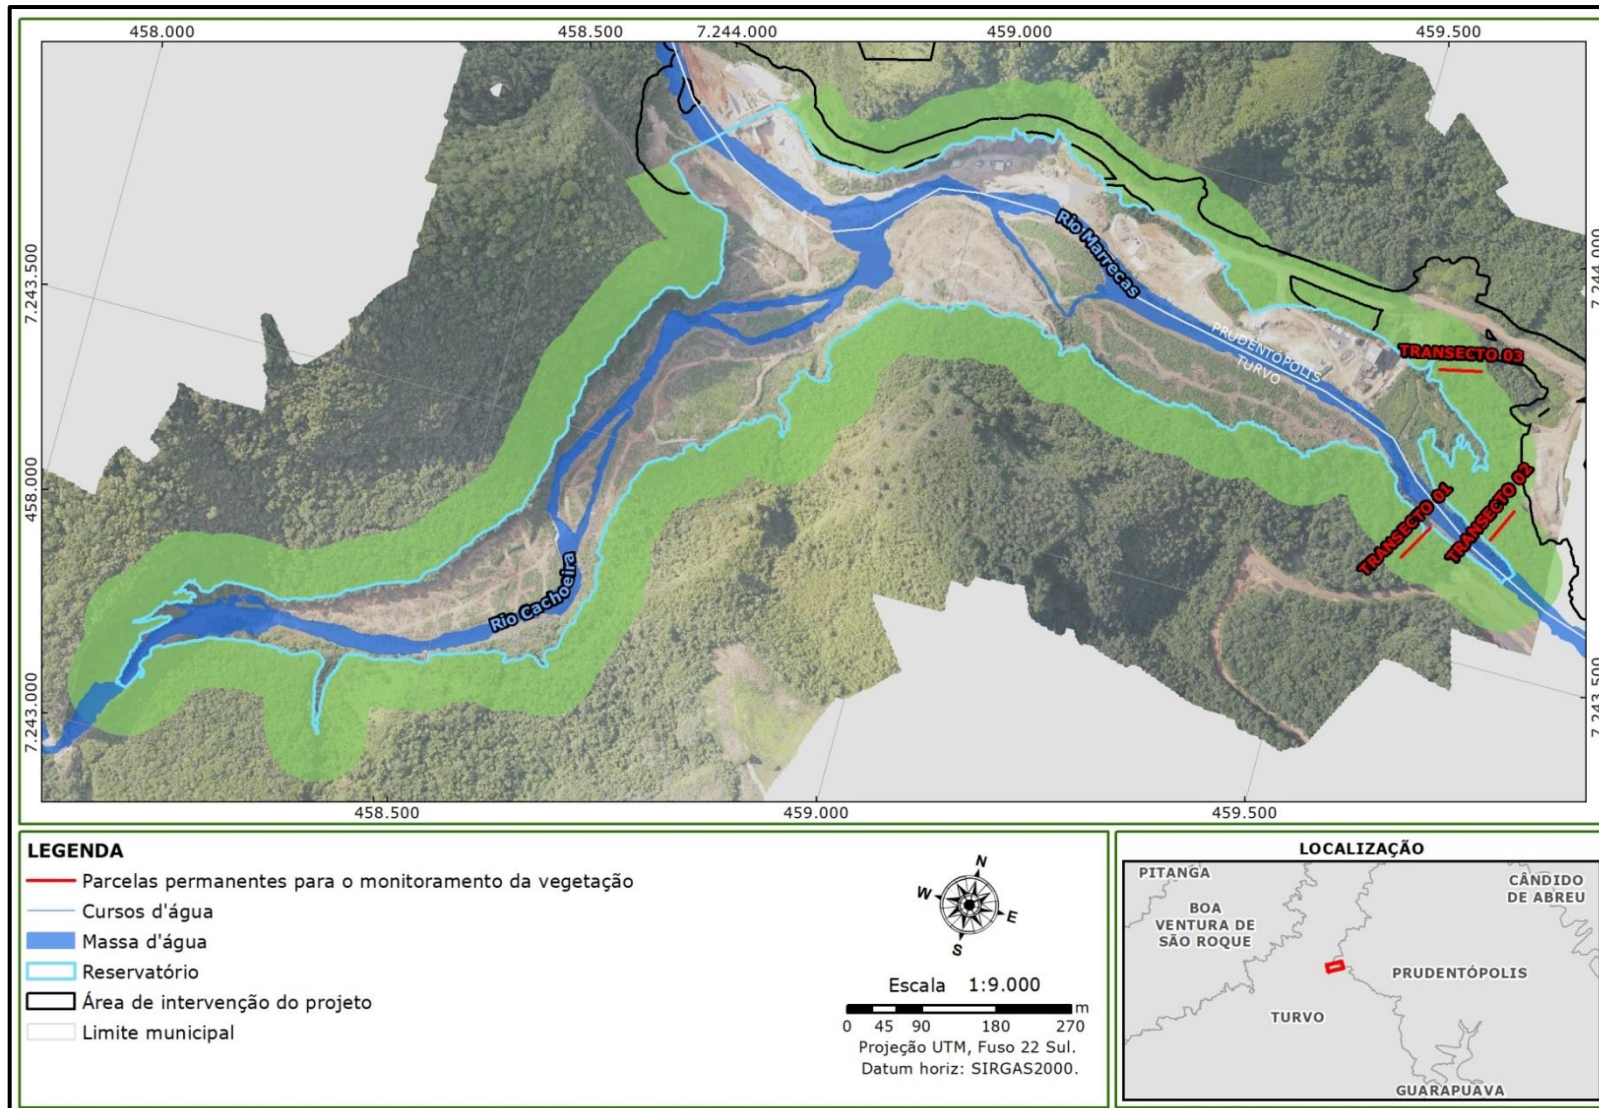 458.000
458.500
7.244.000
459.000
459.500
7.243.500
458.000
7.243.000
7.244.000
7.243.500
Rio Marrecas
PRUDENTÓPOLIS
TURVO
TRANSECTO 03
TRANSECTO 01
TRANSECTO 02
Rio Cachoeira
458.500
459.000
459.500
LEGENDA
Parcelas permanentes para o monitoramento da vegetação
Cursos d'água
Massa d'água
Reservatório
Área de intervenção do projeto
Limite municipal
N
W
E
S
Escala 1:9.000
m
0 45 90 180 270
Projeção UTM, Fuso 22 Sul.
Datum horiz: SIRGAS2000.
LOCALIZAÇÃO
PITANGA
CÂNDIDO
DE ABREU
BOA
VENTURA DE
SÃO ROQUE
PRUDENTÓPOLIS
TURVO
GUARAPUAVA